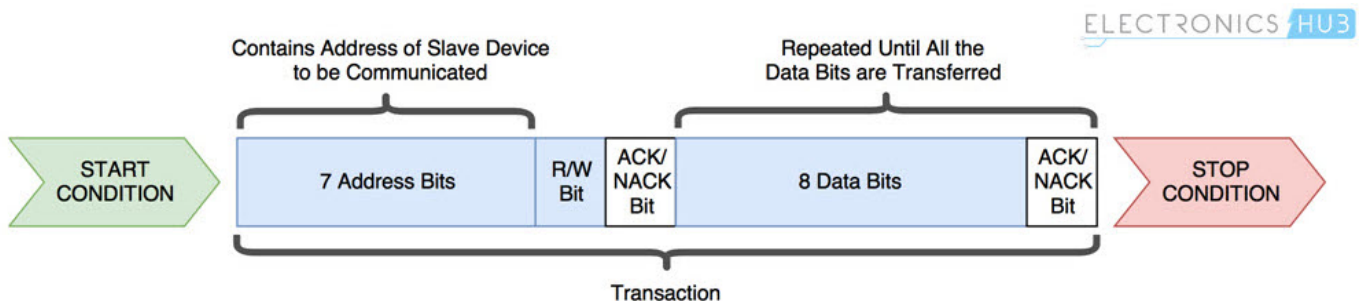 ELECTRONICS HUB
Contains Address of Slave Device
to be Communicated
Repeated Until All the
Data Bits are Transferred
START
CONDITION
7 Address Bits
R/W
Bit
ACK/
NACK
Bit
8 Data Bits
ACK/
NACK
Bit
STOP
CONDITION
Transaction